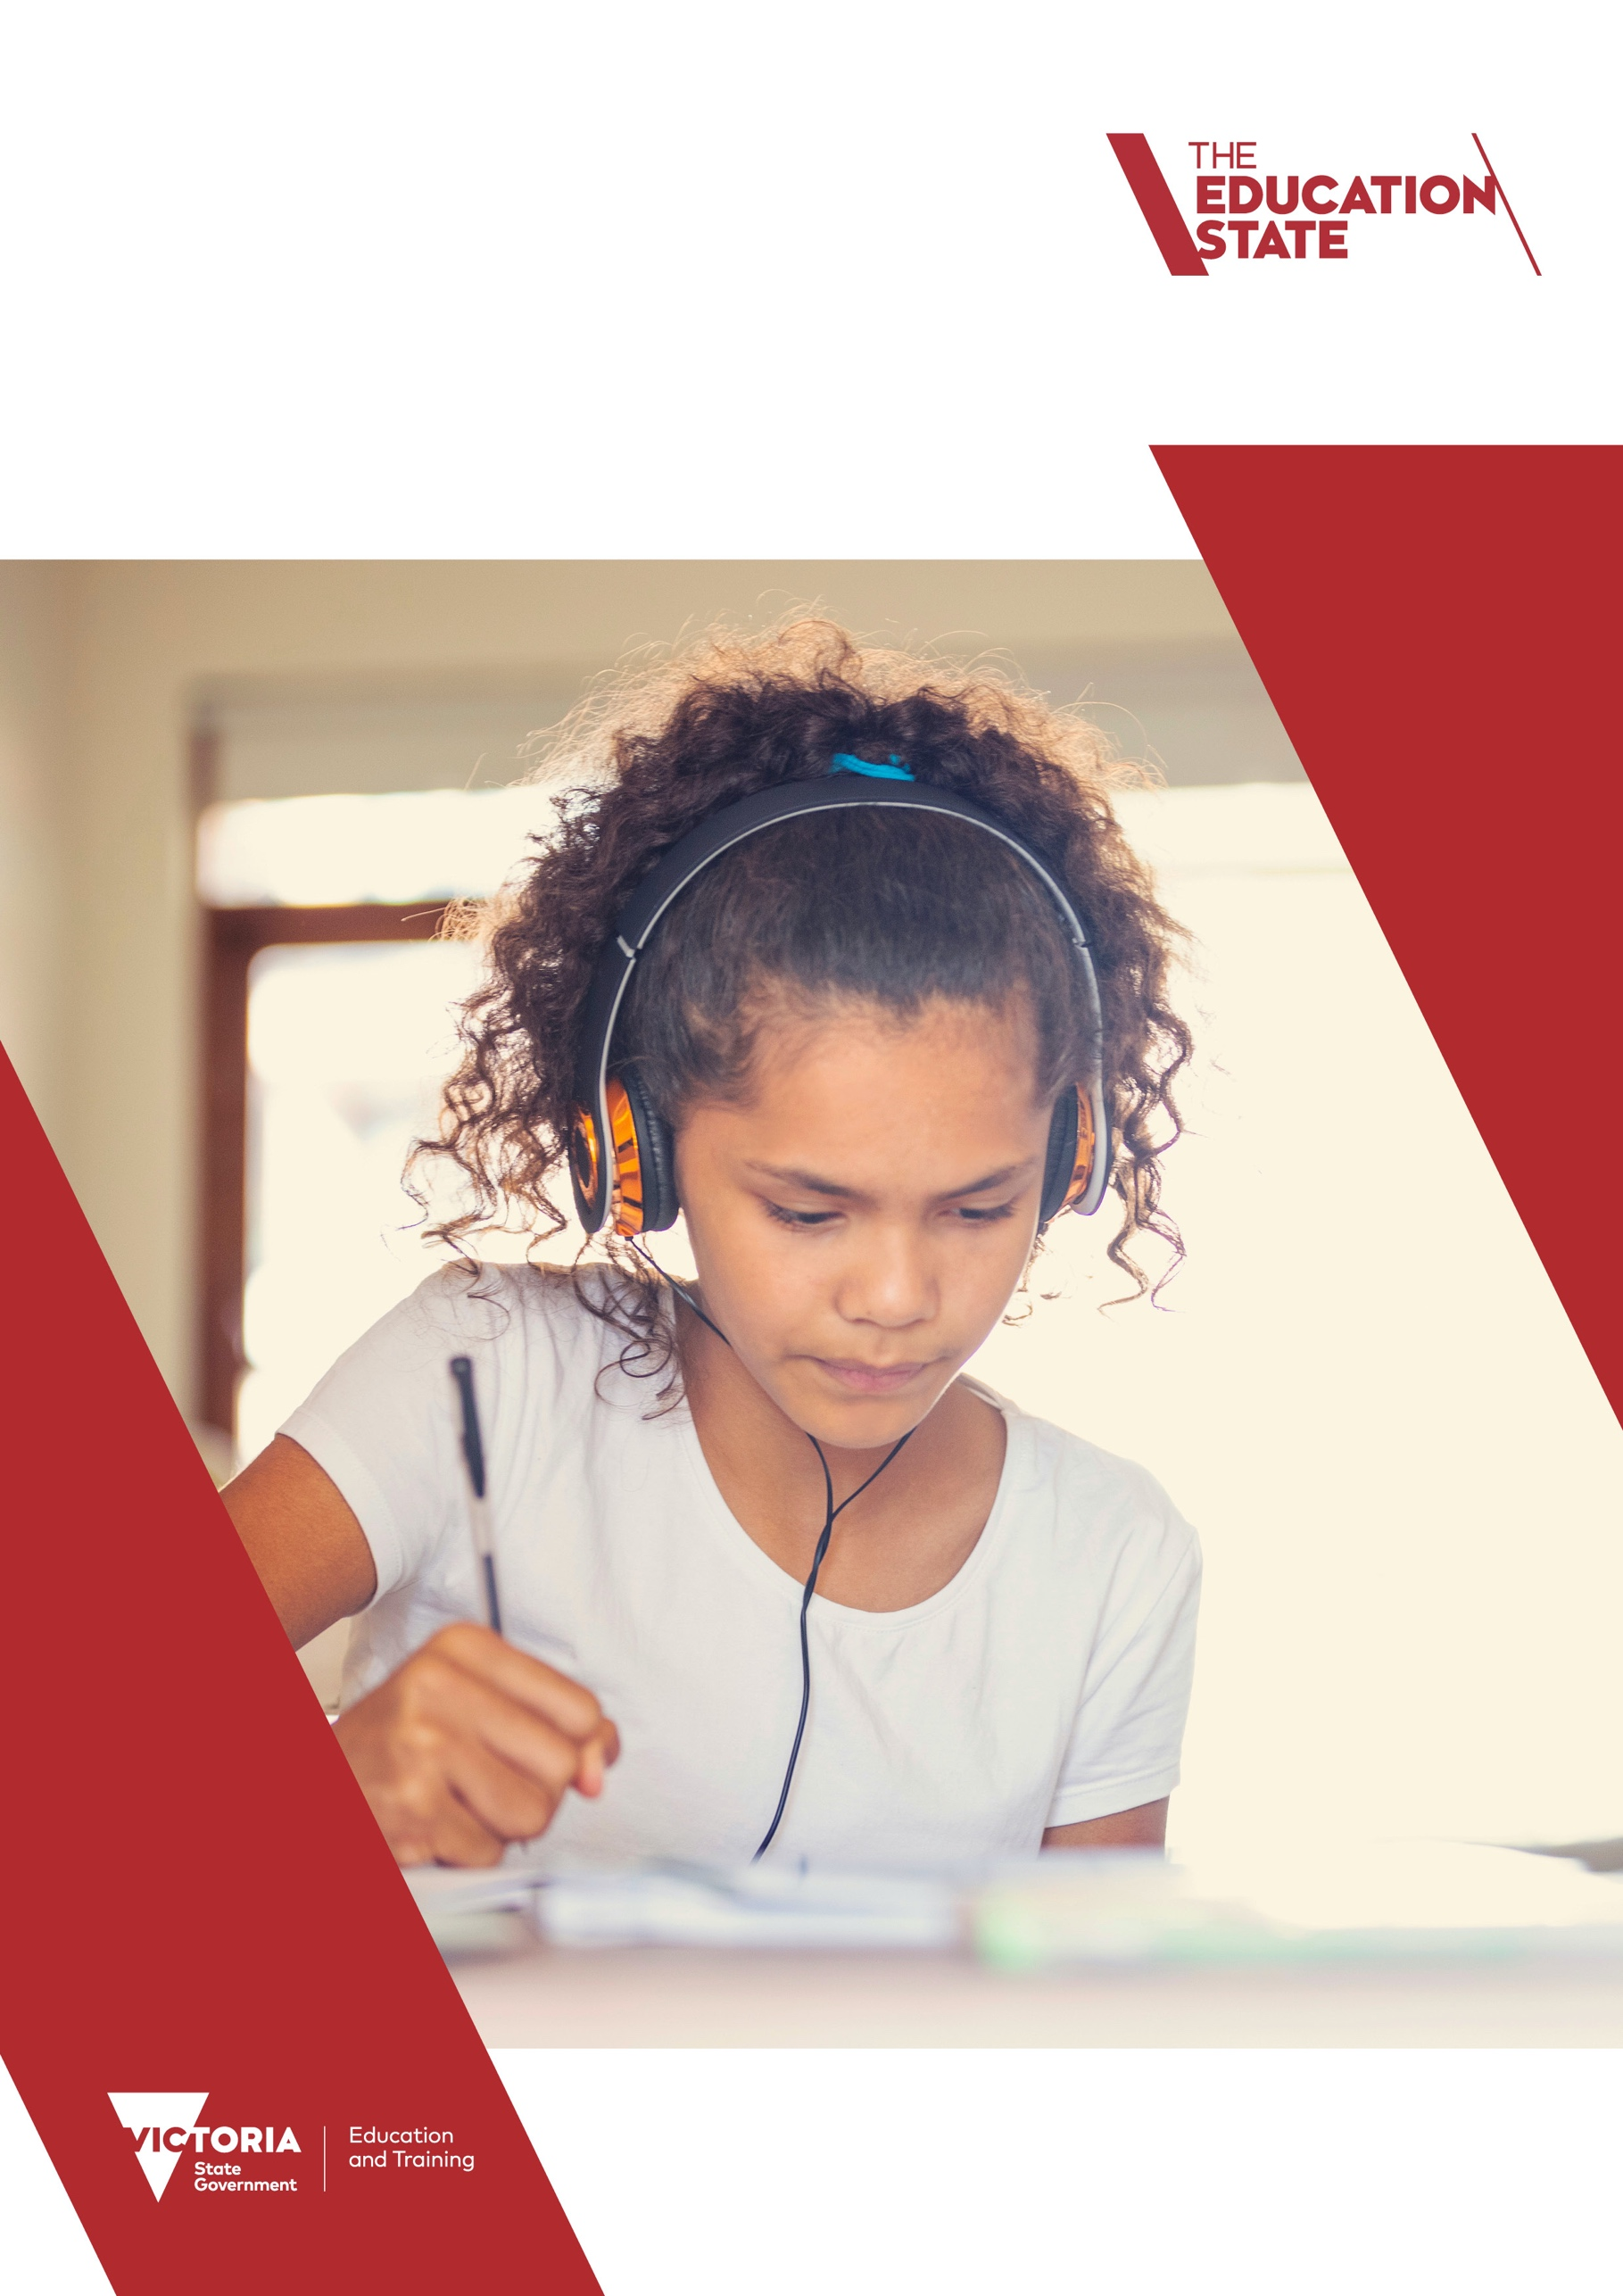 THE
EDUCATION
STATE
VICTORIA
State
Government
Education
and Training